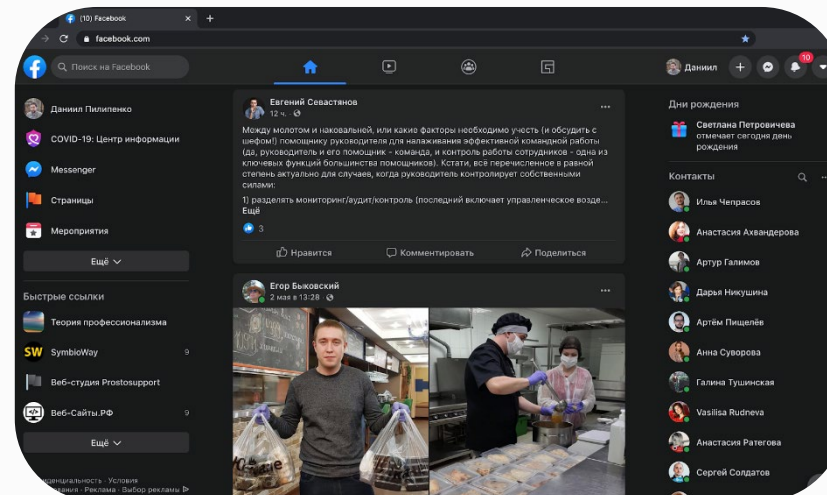 (10) Facebook
facebook.com
Поиск на Facebook
Даниил
10
Даниил Пилипенко
COVID-19: Центр информации
Messenger
Страницы
Мероприятия
Ещё
Быстрые ссылки
Теория профессионализма
SW SymbioWay 9
Веб-студия Prostosupport
Веб-Сайты.РФ 9
Ещё
Условия
Реклама · Выбор рекламы
Евгений Севастянов
12 ч.
Между молотом и наковальней, или какие факторы необходимо учесть (и обсудить с
шефом!) помощнику руководителя для налаживания эффективной командной работы
(да, руководитель и его помощник - команда, и контроль работы сотрудников - одна из
ключевых функций большинства помощников). Кстати, всё перечисленное в равной
степень актуально для случаев, когда руководитель контролирует собственными
силами:
1) разделять мониторинг/аудит/контроль (последний включает управленческое возде...
Ещё
3
Нравится Комментировать Поделиться
Егор Быковский
2 мая в 13:28
Дни рождения
Светлана Петровичева
отмечает сегодня день
рождения
Контакты
Илья Чепрасов
Анастасия Ахвандерова
Артур Галимов
Дарья Никушина
Артём Пищелёв
Анна Суворова
Галина Тушинская
Vasilisa Rudneva
Анастасия Ратегова
Сергей Солдатов